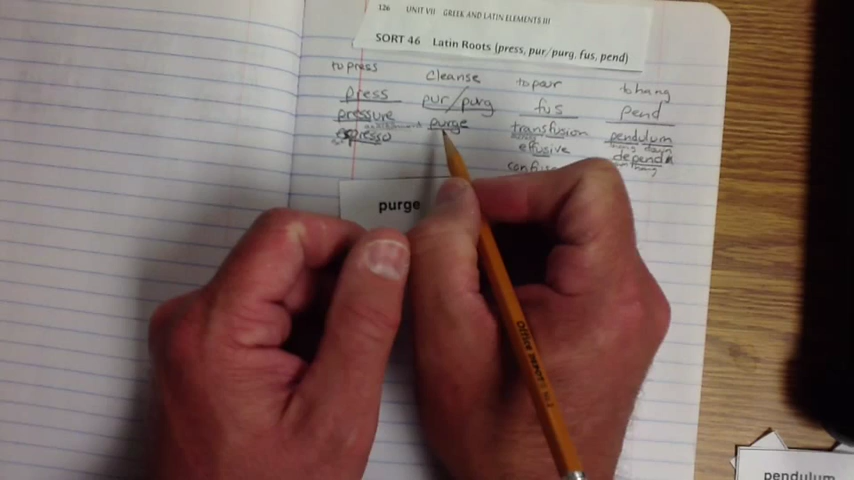 126 UNIT VII GREEK AND LATIN ELEMENTS III
SORT 46 Latin Roots (press, pur/purg, fus, pend)
to press cleanse to pour to hang
press pur/purg fus pend
pressure purge transfusion pendulum
espresso effusive depend
purge
Office DEPOT
pendulum